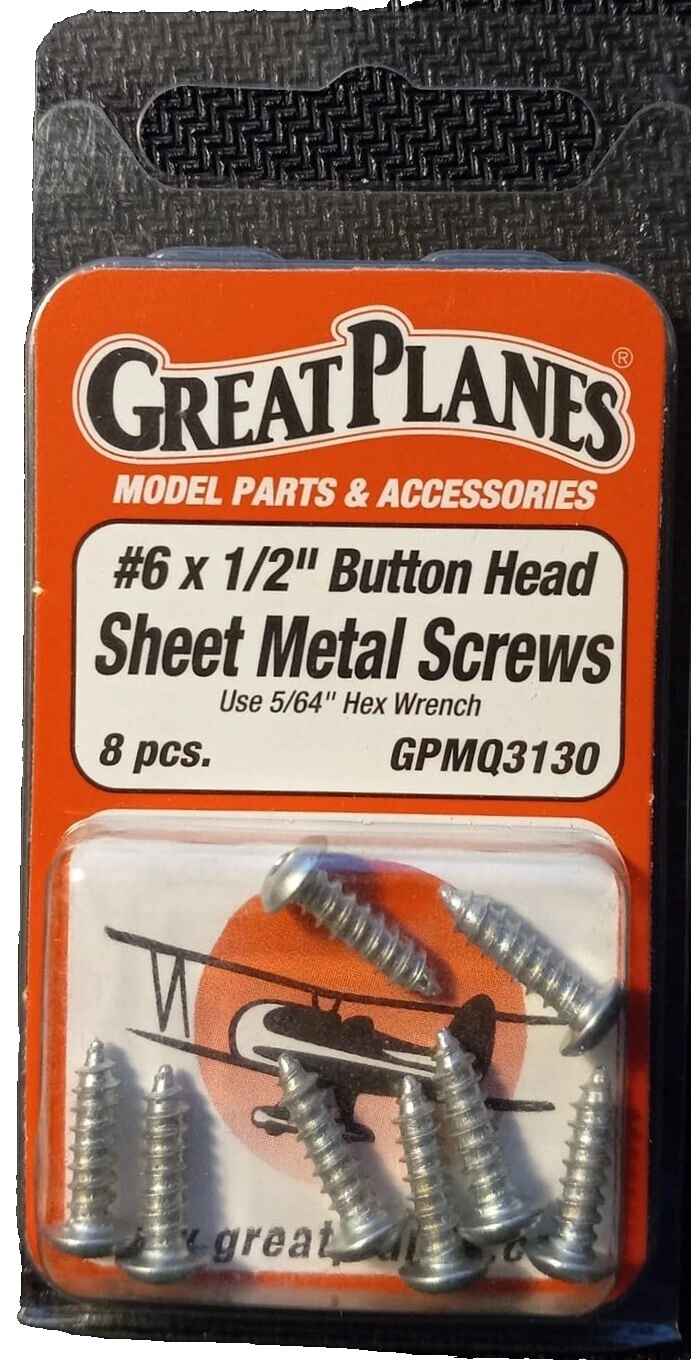 GREAT PLANES ®
MODEL PARTS & ACCESSORIES
#6 x 1/2" Button Head
Sheet Metal Screws
Use 5/64" Hex Wrench
8 pcs. GPMQ3130